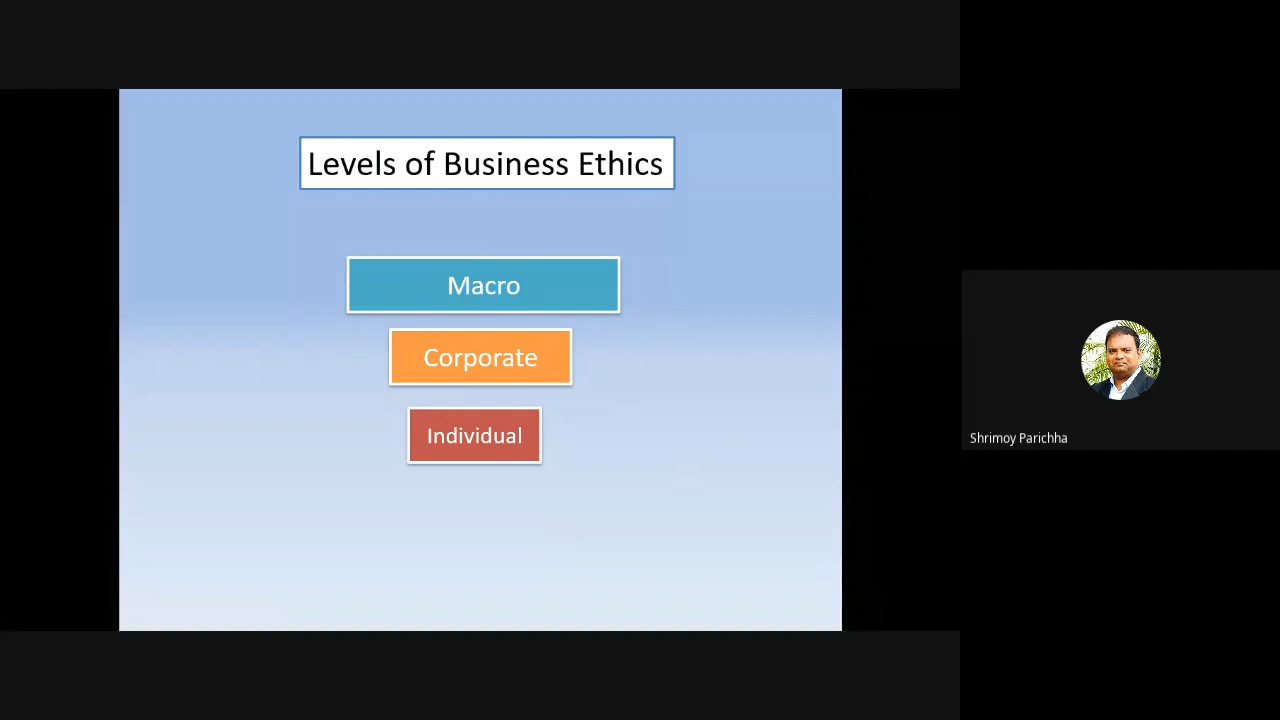 Levels of Business Ethics
Macro
Corporate
Individual
Shrimoy Parichha